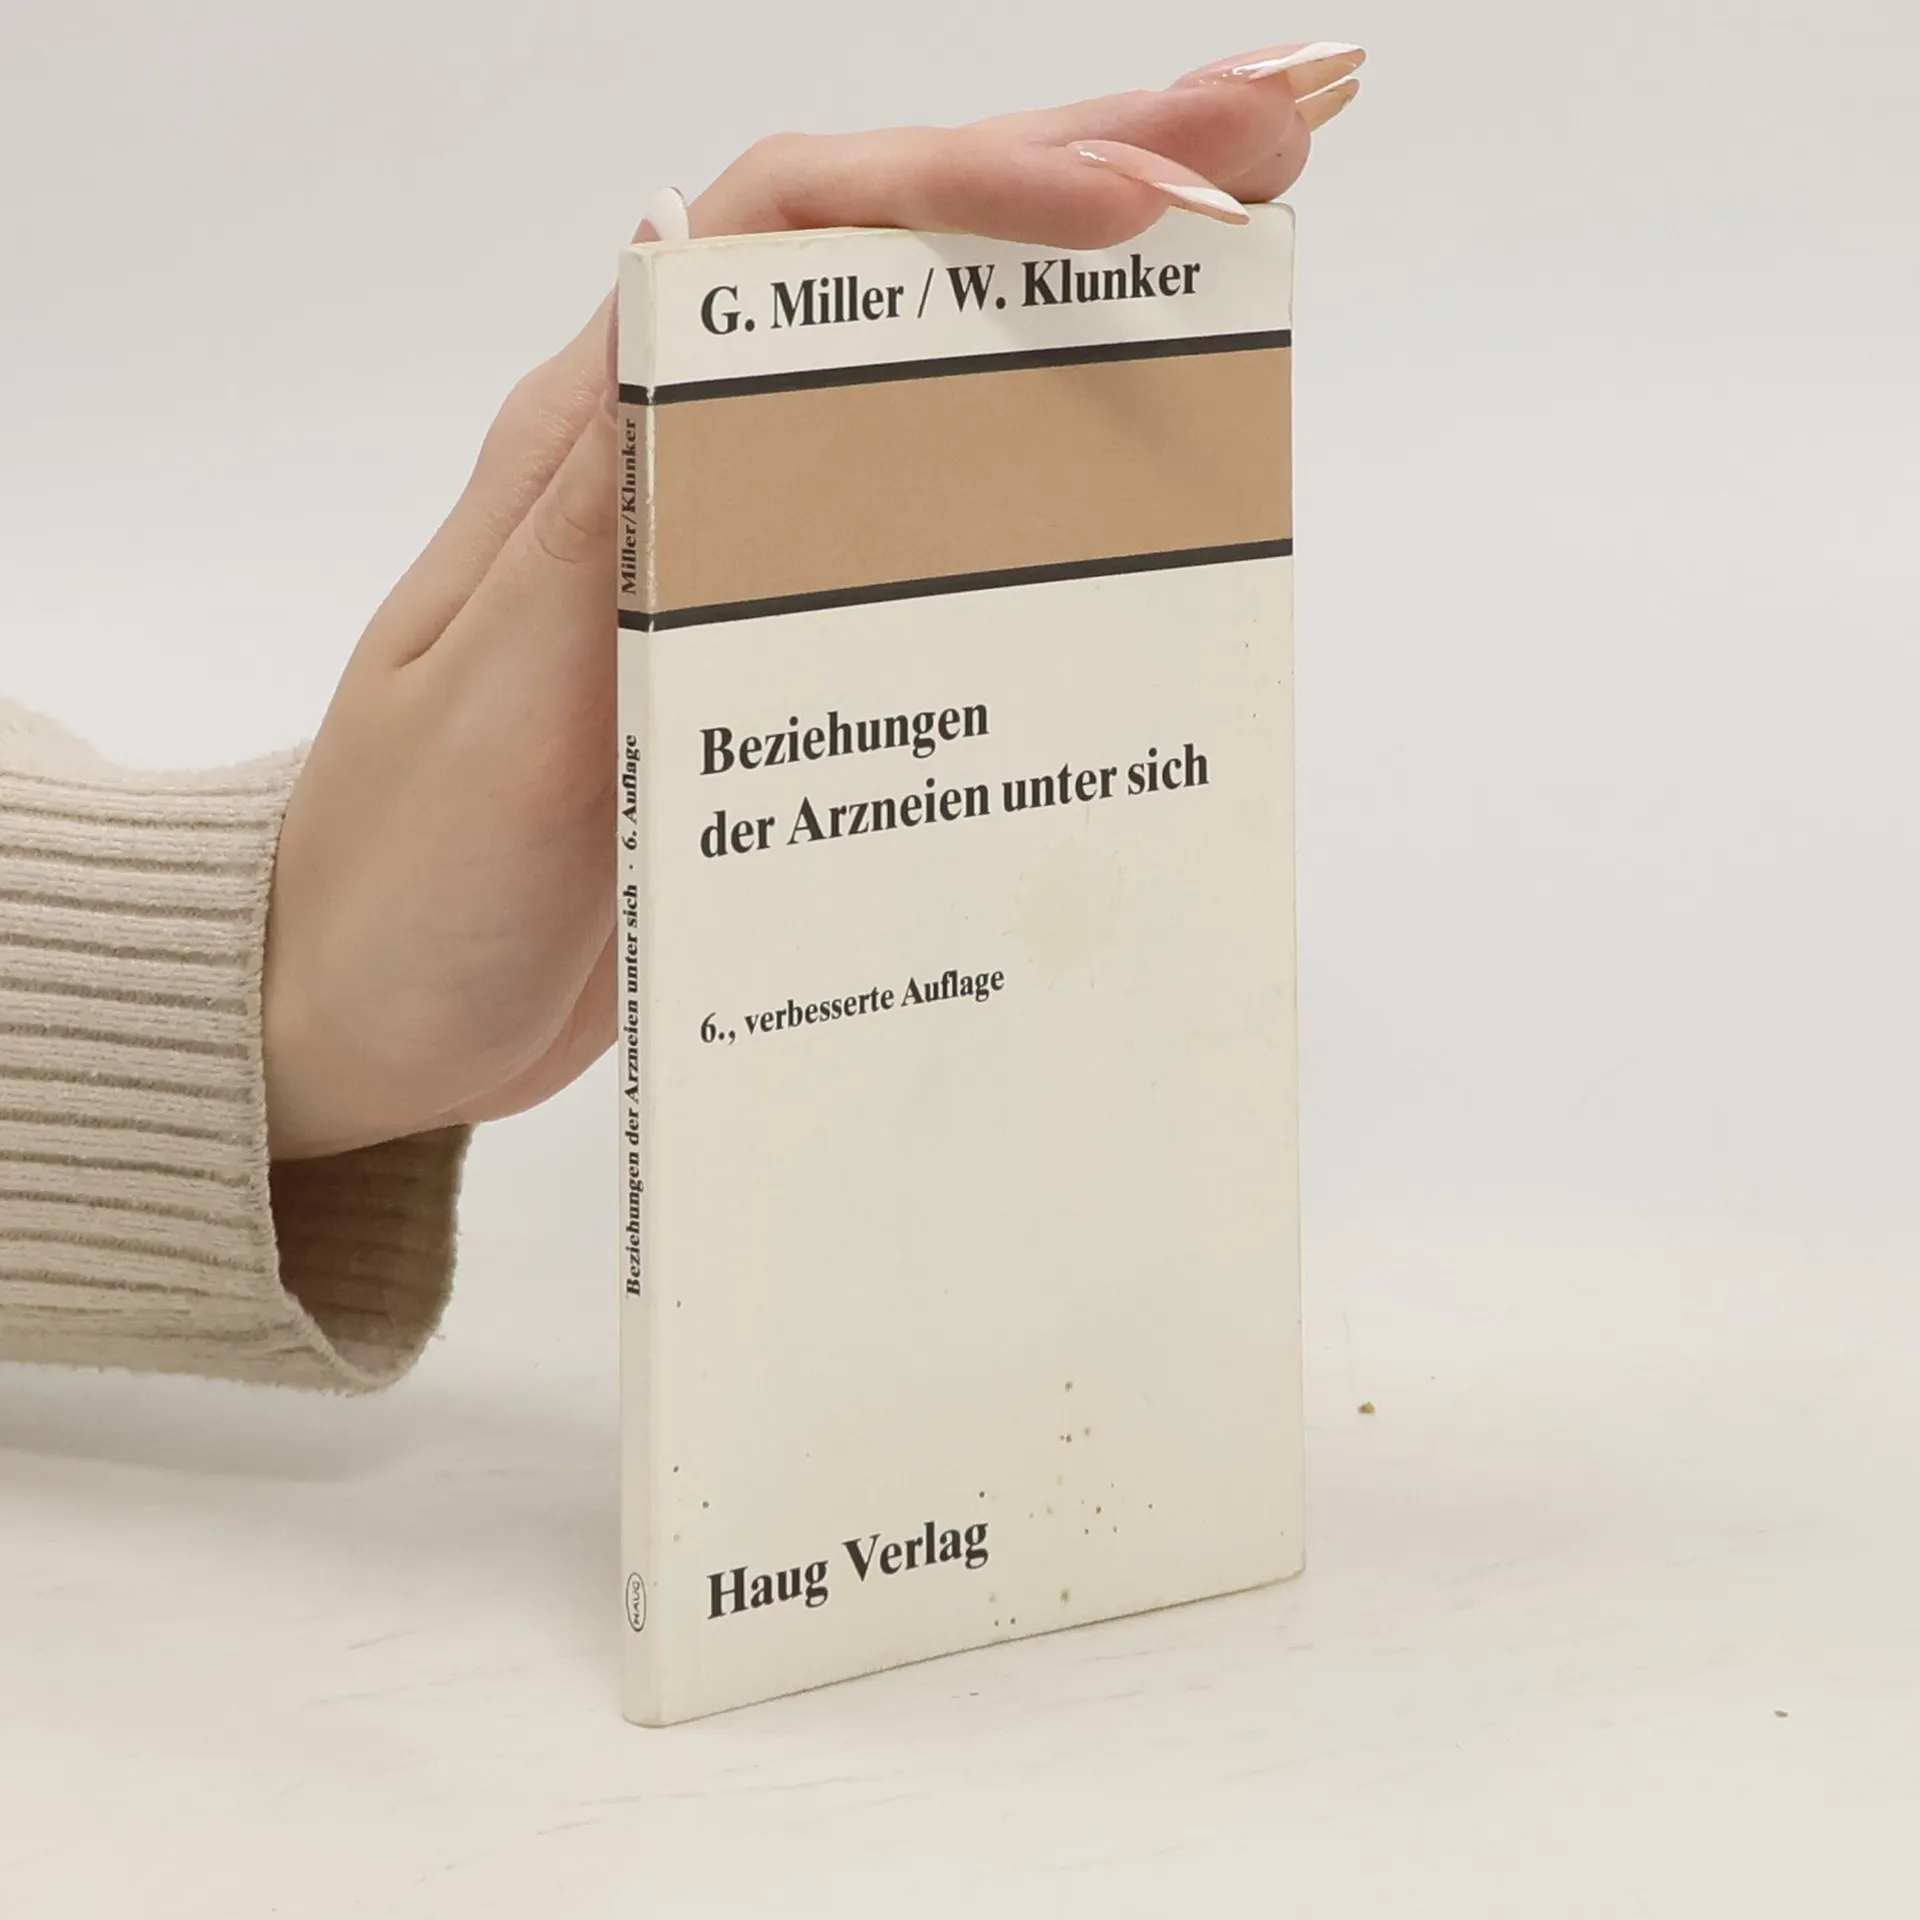 G. Miller / W. Klunker
Beziehungen
der Arzneien unter sich
6., verbesserte Auflage
Haug Verlag
Miller/Klunker
Beziehungen der Arzneien unter sich · 6. Auflage
HAUG